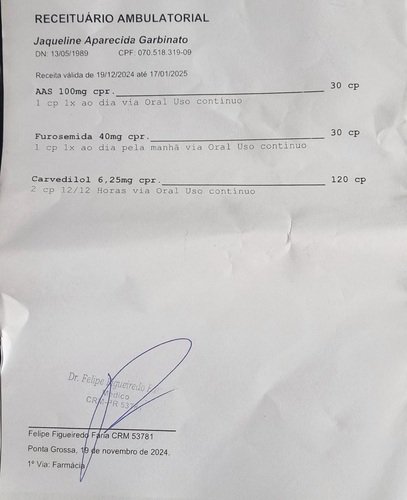 RECEITUÁRIO AMBULATORIAL
Jaqueline Aparecida Garbinato
DN: 13/05/1989 CPF: 070.518.319-09
Receita válida de 19/12/2024 até 17/01/2025
AAS 100mg cpr. 30 cp
1 cp 1x ao dia via Oral Uso contínuo
Furosemida 40mg cpr. 30 cp
1 cp 1x ao dia pela manhã via Oral Uso contínuo
Carvedilol 6,25mg cpr. 120 cp
2 cp 12/12 Horas via Oral Uso contínuo
Dr. Felipe Figueiredo
Médico
CRM-PR 5378
Felipe Figueiredo Faria CRM 53781
Ponta Grossa, 19 de novembro de 2024.
1ª Via: Farmácia